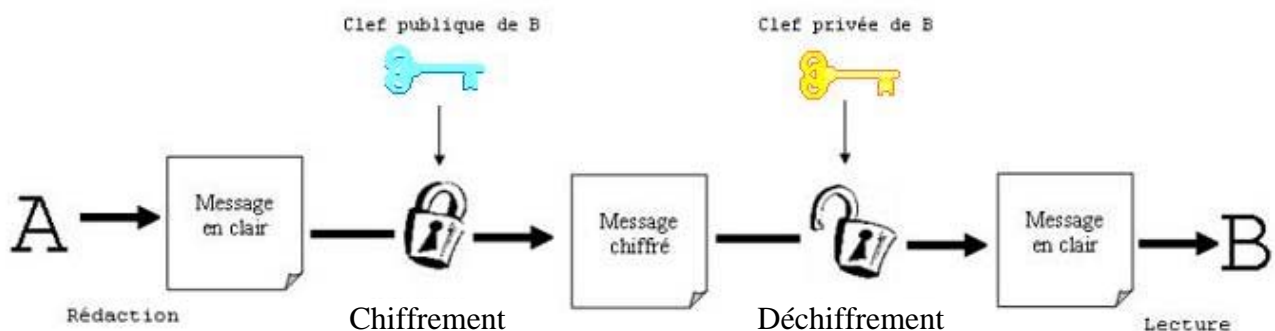 Clef publique de B
Clef privée de B
A
Message
en clair
Message
chiffré
Message
en clair
B
Rédaction
Chiffrement
Déchiffrement
Lecture